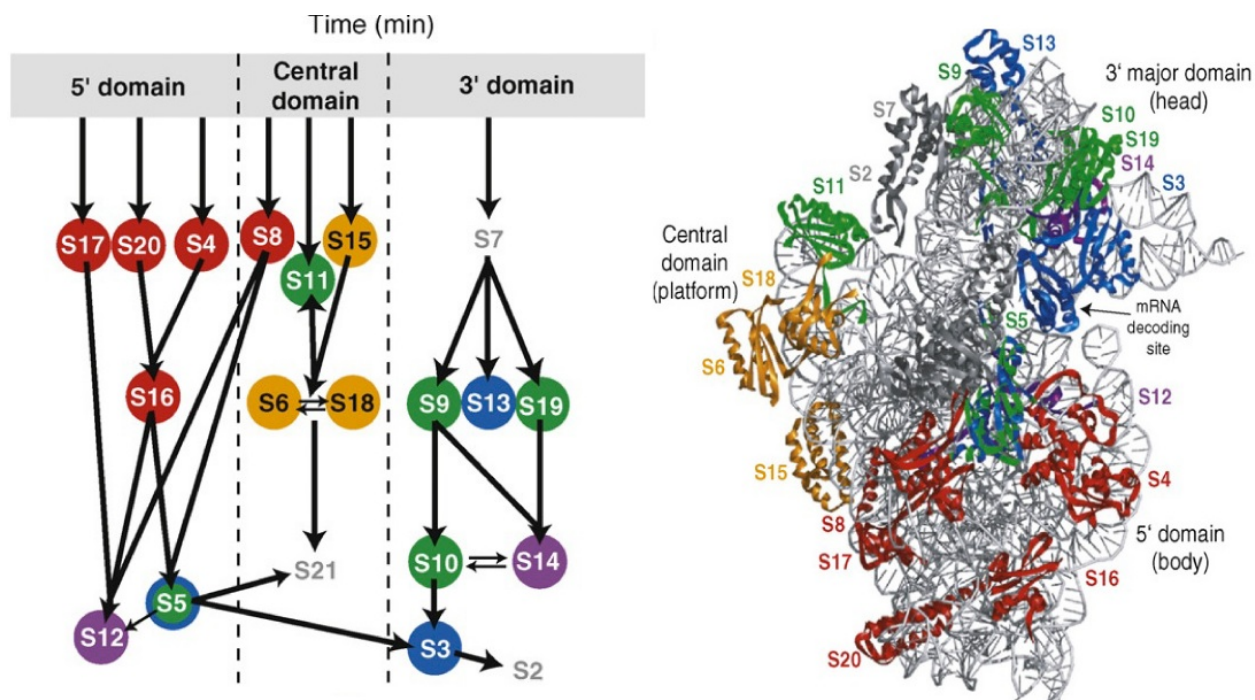 Time (min)
5' domain
Central
domain
3' domain
S17
S20
S4
S8
S15
S11
S7
S16
S6
S18
S9
S13
S19
S10
S14
S21
S5
S12
S3
S2
S13
S9
3' major domain
(head)
S7
S10
S19
S2
S14
S11
S3
Central
domain
(platform)
S18
mRNA
decoding
site
S5
S6
S12
S15
S4
S8
5' domain
(body)
S17
S16
S20